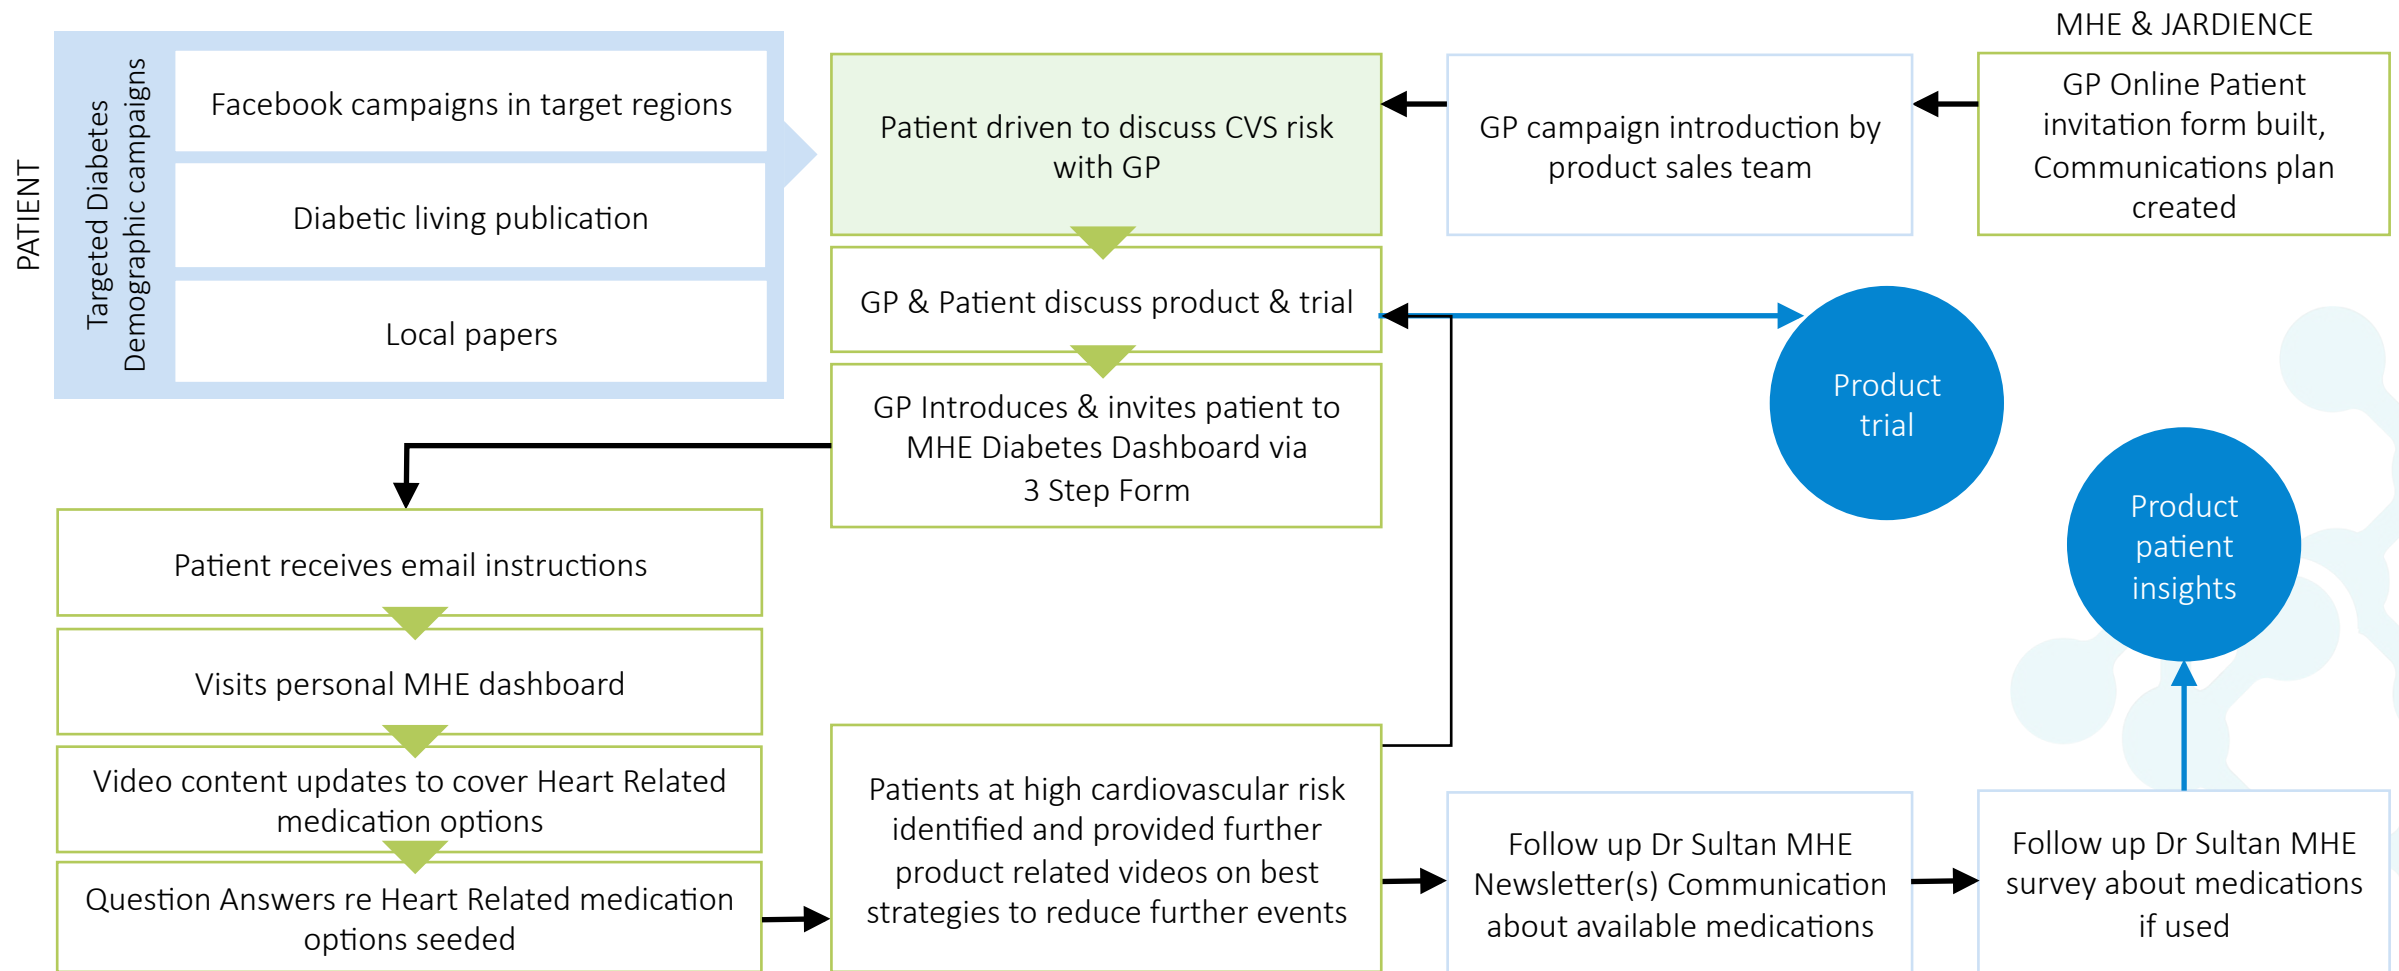 PATIENT
Targeted Diabetes
Demographic campaigns
Facebook campaigns in target regions
Diabetic living publication
Local papers
Patient driven to discuss CVS risk
with GP
GP campaign introduction by
product sales team
MHE & JARDIENCE
GP Online Patient
invitation form built,
Communications plan
created
GP & Patient discuss product & trial
GP Introduces & invites patient to
MHE Diabetes Dashboard via
3 Step Form
Product
trial
Product
patient
insights
Patient receives email instructions
Visits personal MHE dashboard
Video content updates to cover Heart Related
medication options
Question Answers re Heart Related medication
options seeded
Patients at high cardiovascular risk
identified and provided further
product related videos on best
strategies to reduce further events
Follow up Dr Sultan MHE
Newsletter(s) Communication
about available medications
Follow up Dr Sultan MHE
survey about medications
if used